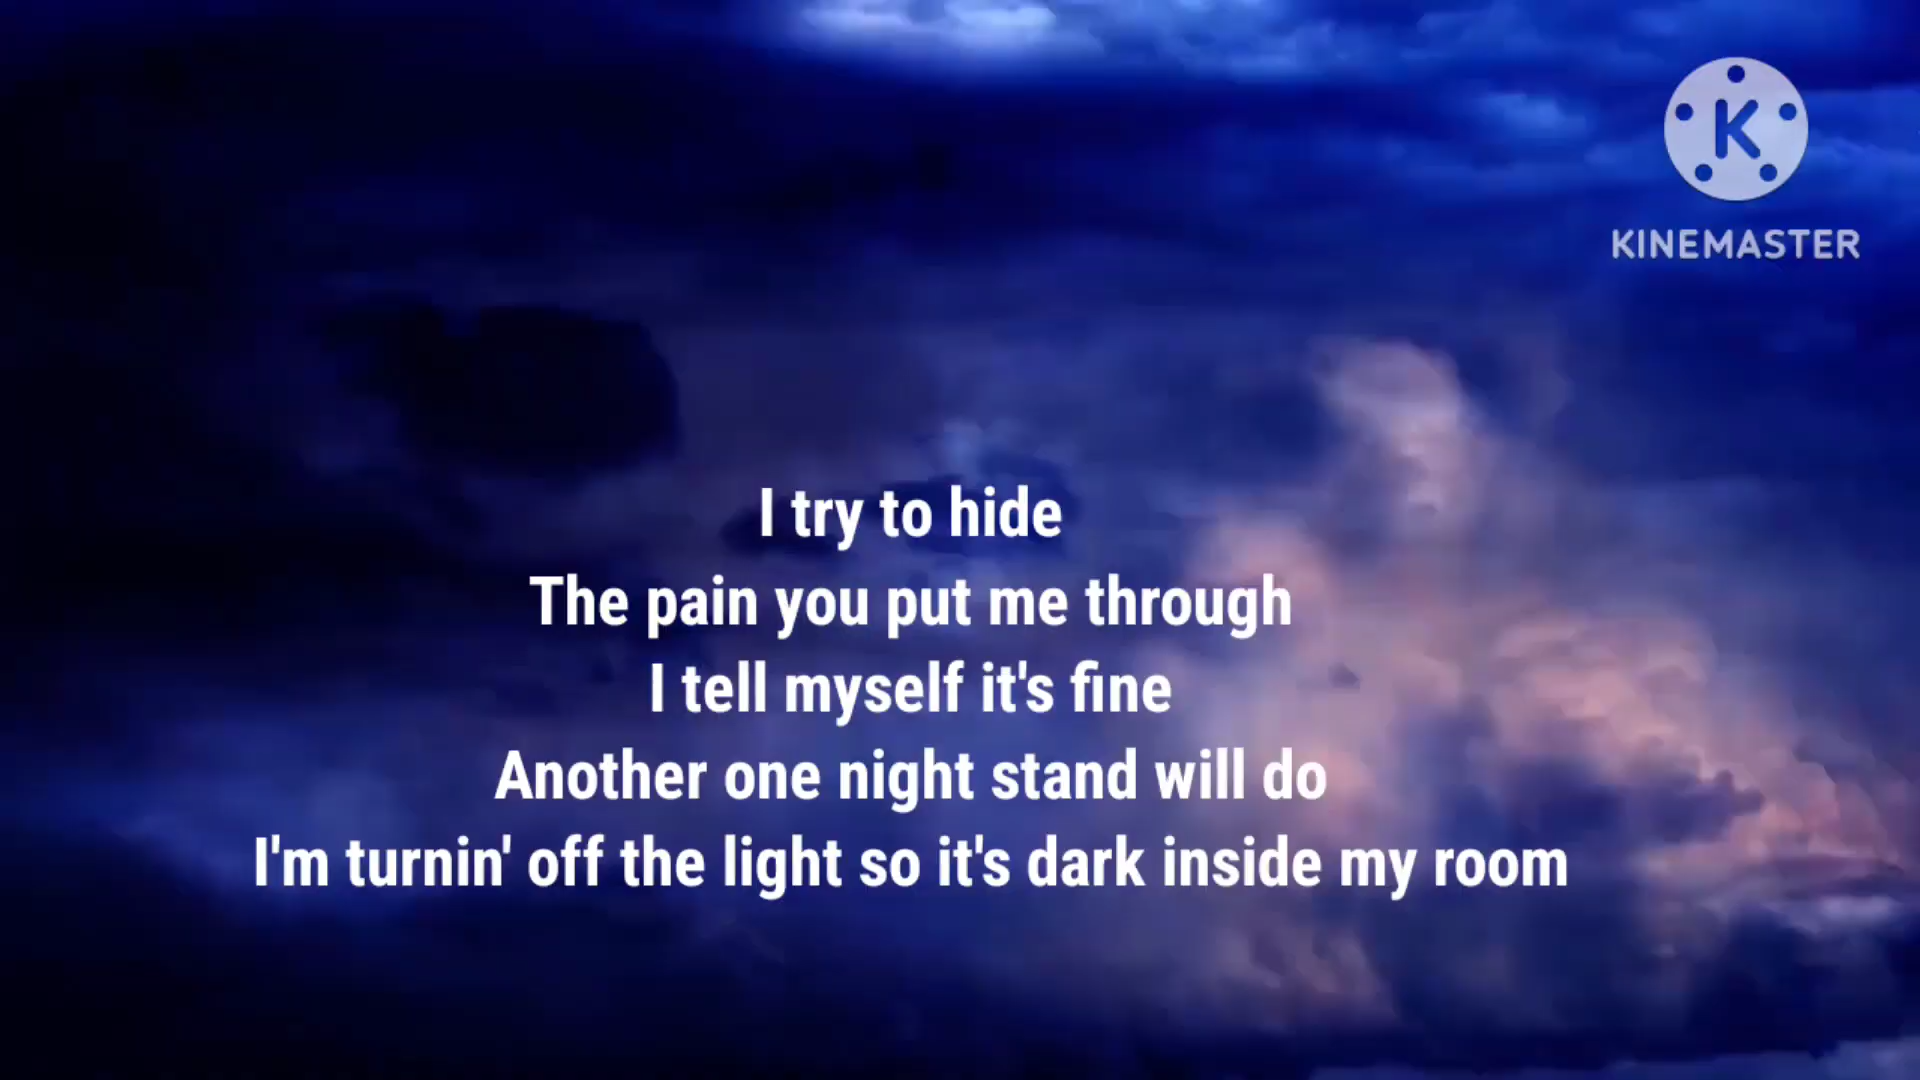 K
KINEMASTER
I try to hide
The pain you put me through
I tell myself it's fine
Another one night stand will do
I'm turnin' off the light so it's dark inside my room